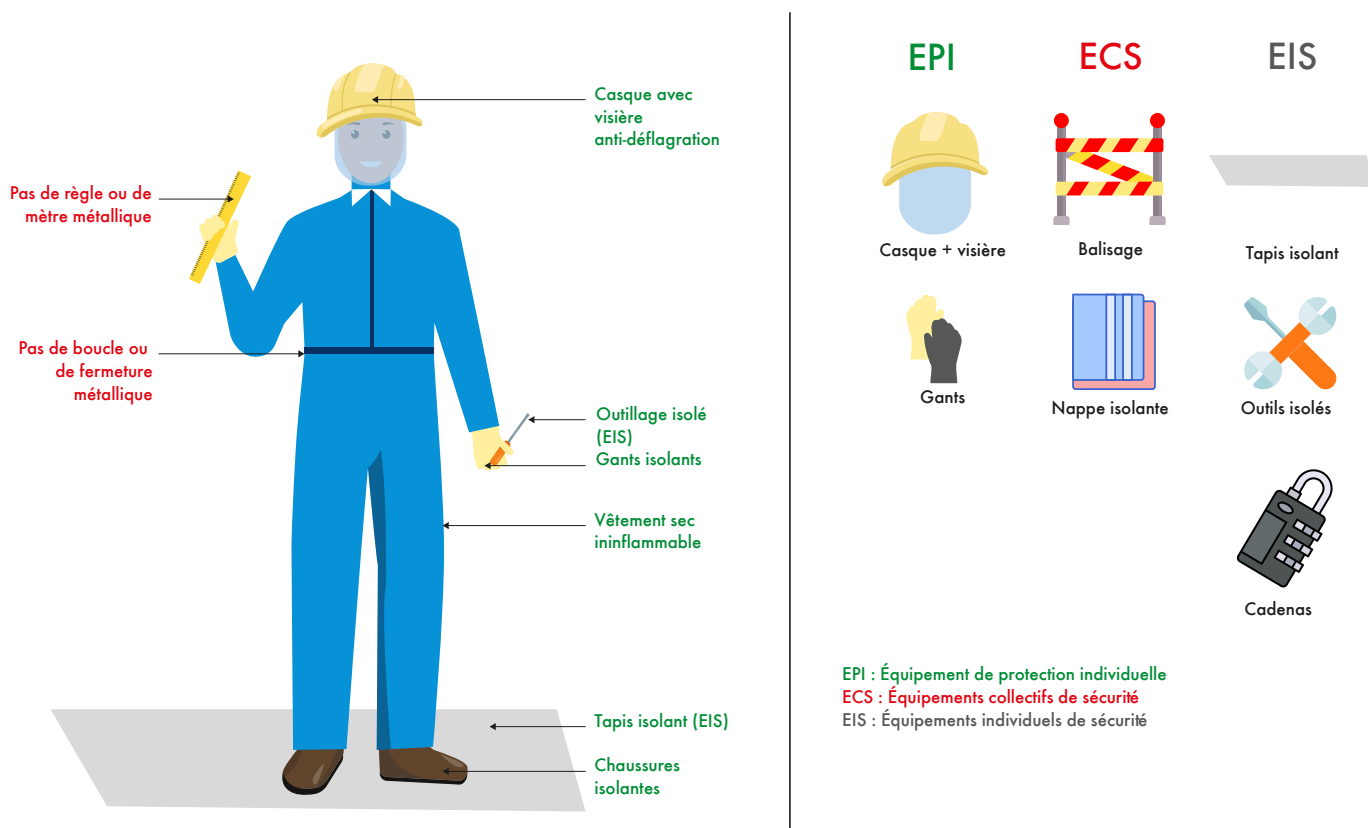 Casque avec
visière
anti-déflagration
Pas de règle ou de
mètre métallique
Pas de boucle ou
de fermeture
métallique
Outillage isolé
(EIS)
Gants isolants
Vêtement sec
ininflammable
Tapis isolant (EIS)
Chaussures
isolantes
EPI
ECS
EIS
Casque + visière
Balisage
Tapis isolant
Gants
Nappe isolante
Outils isolés
Cadenas
EPI : Équipement de protection individuelle
ECS : Équipements collectifs de sécurité
EIS : Équipements individuels de sécurité